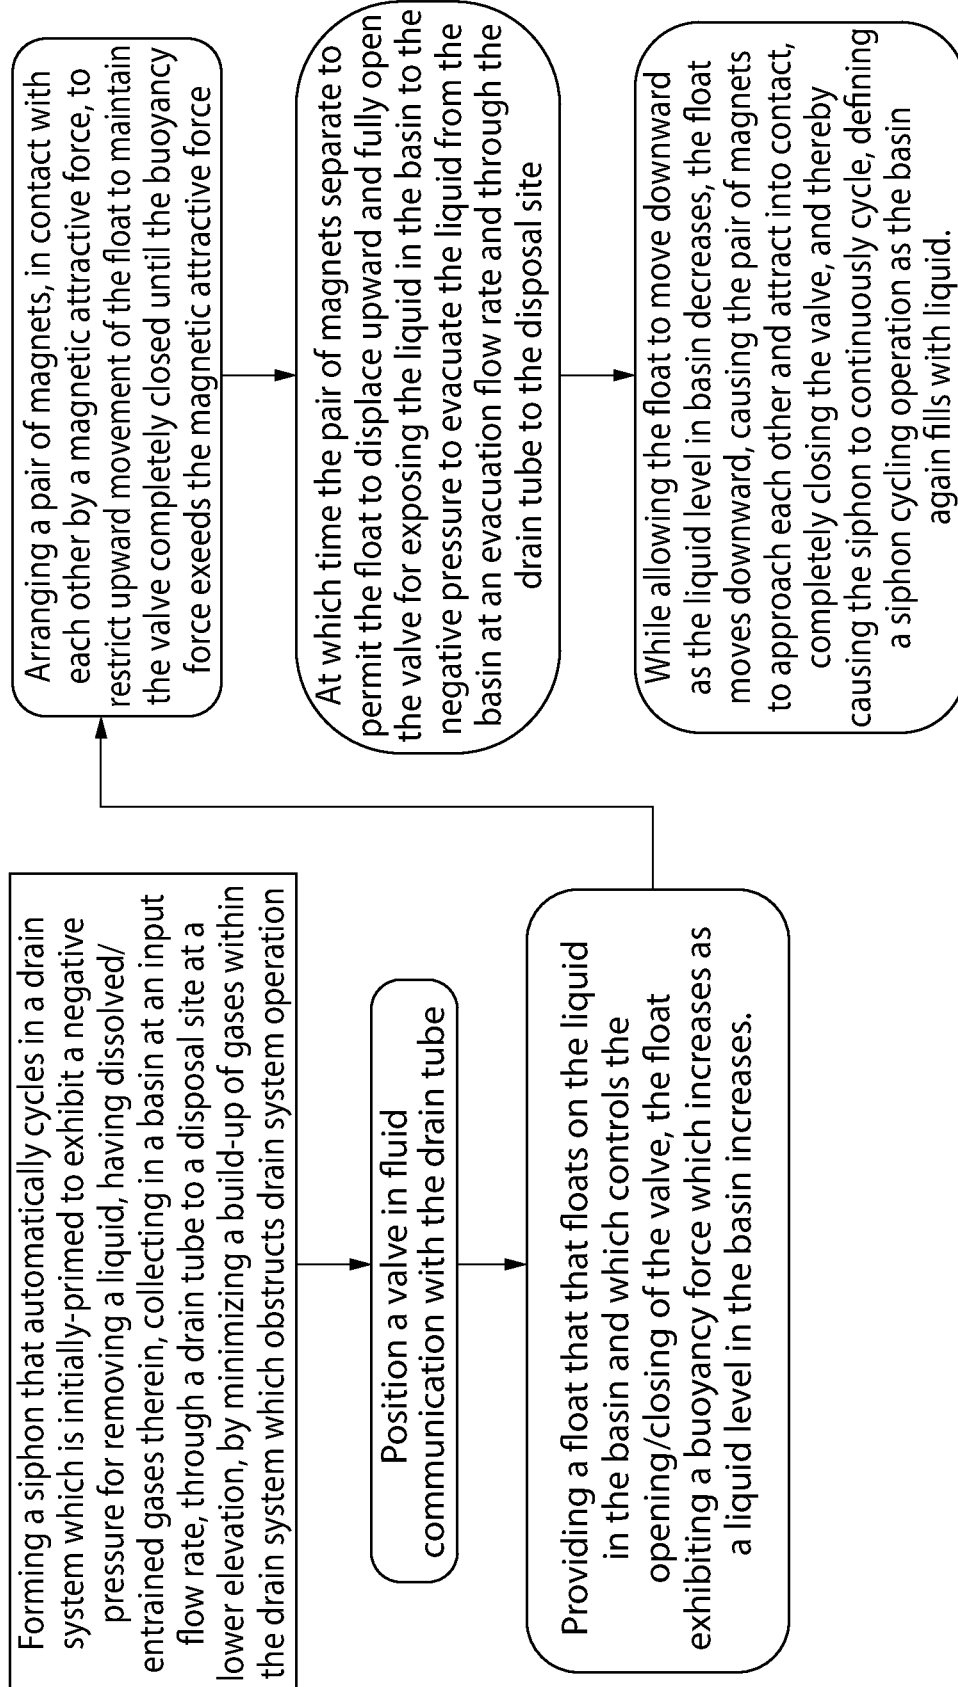 Forming a siphon that automatically cycles in a drain
system which is initially-primed to exhibit a negative
pressure for removing a liquid, having dissolved/
entrained gases therein, collecting in a basin at an input
flow rate, through a drain tube to a disposal site at a
lower elevation, by minimizing a build-up of gases within
the drain system which obstructs drain system operation
Position a valve in fluid
communication with the drain tube
Providing a float that floats on the liquid
in the basin and which controls the
opening/closing of the valve, the float
exhibiting a buoyancy force which increases as
a liquid level in the basin increases.
Arranging a pair of magnets, in contact with
each other by a magnetic attractive force, to
restrict upward movement of the float to maintain
the valve completely closed until the buoyancy
force exeeds the magnetic attractive force
At which time the pair of magnets separate to
permit the float to displace upward and fully open
the valve for exposing the liquid in the basin to the
negative pressure to evacuate the liquid from the
basin at an evacuation flow rate and through the
drain tube to the disposal site
While allowing the float to move downward
as the liquid level in basin decreases, the float
moves downward, causing the pair of magnets
to approach each other and attract into contact,
completely closing the valve, and thereby
causing the siphon to continuously cycle, defining
a siphon cycling operation as the basin
again fills with liquid.